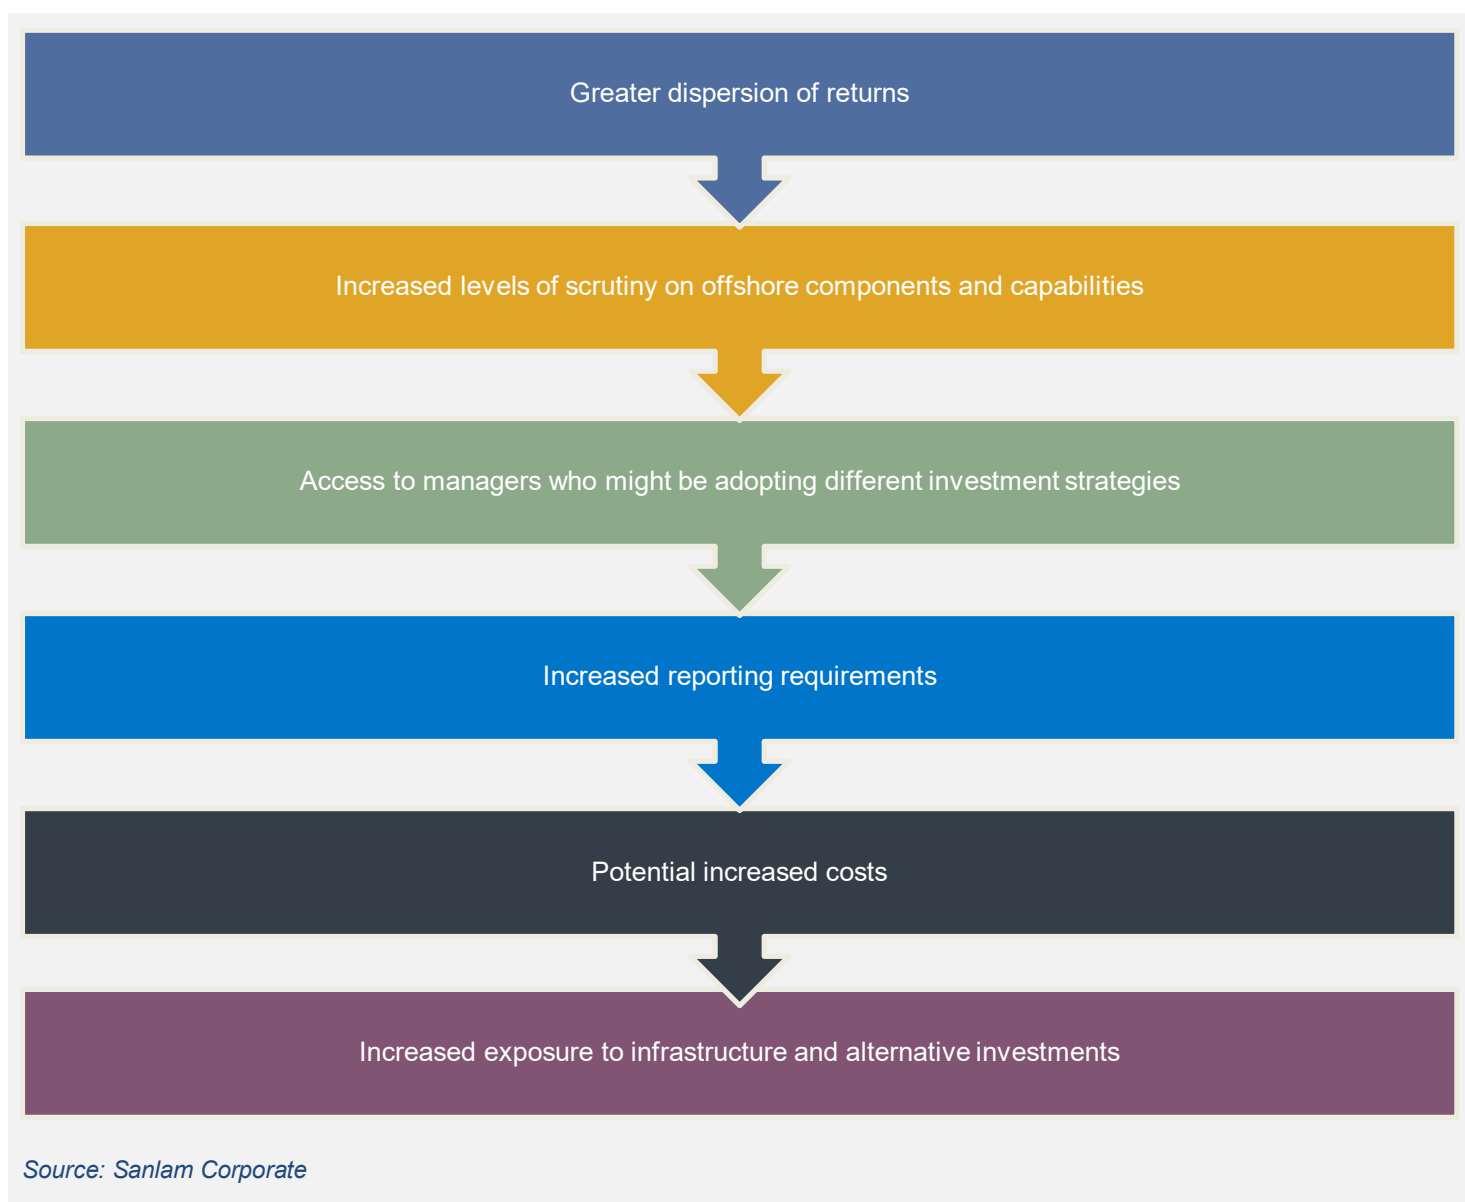 Greater dispersion of returns
Increased levels of scrutiny on offshore components and capabilities
Access to managers who might be adopting different investment strategies
Increased reporting requirements
Potential increased costs
Increased exposure to infrastructure and alternative investments
Source: Sanlam Corporate